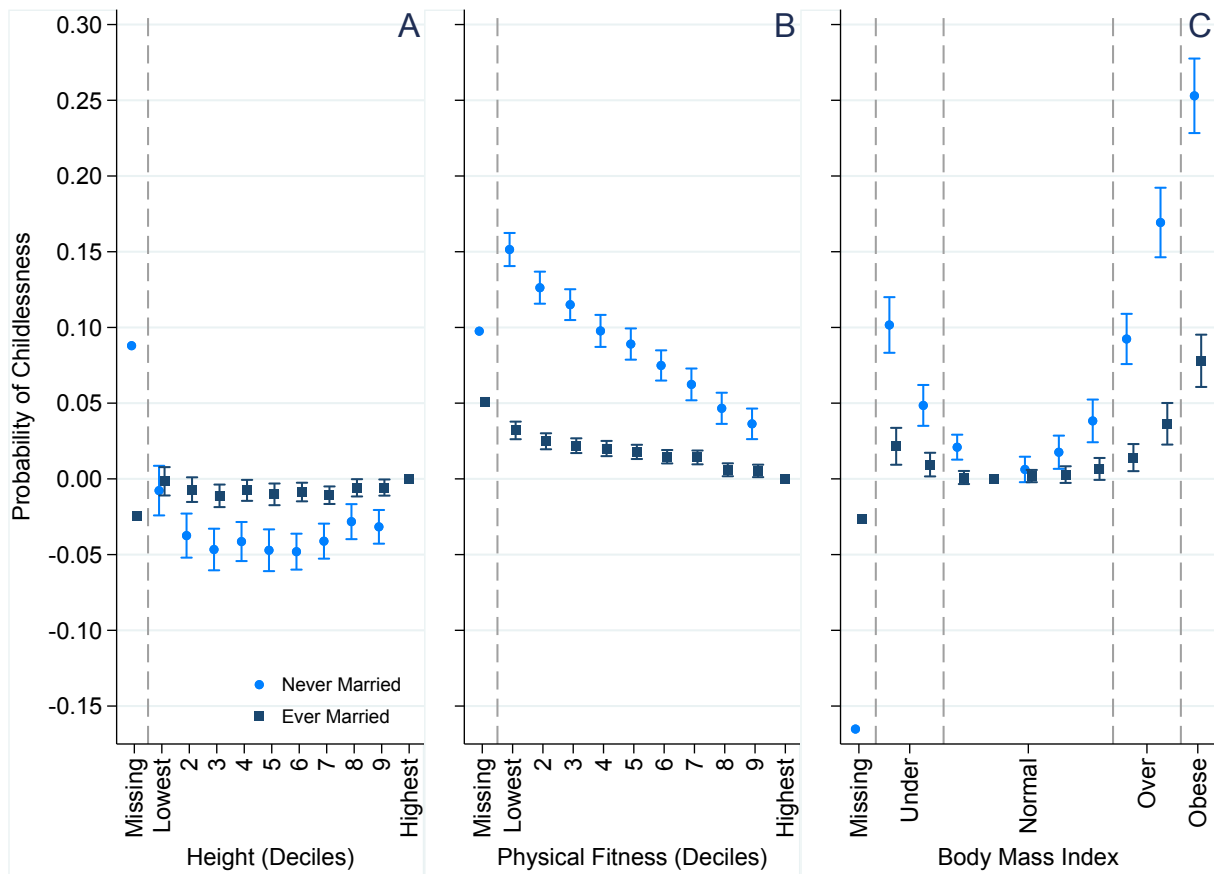 A
B
C
Probability of Childlessness
0.30
0.25
0.20
0.15
0.10
0.05
0.00
-0.05
-0.10
-0.15
Never Married
Ever Married
Missing
Lowest
2
3
4
5
6
7
8
9
Highest
Height (Deciles)
Missing
Lowest
2
3
4
5
6
7
8
9
Highest
Physical Fitness (Deciles)
Missing
Under
Normal
Over
Obese
Body Mass Index